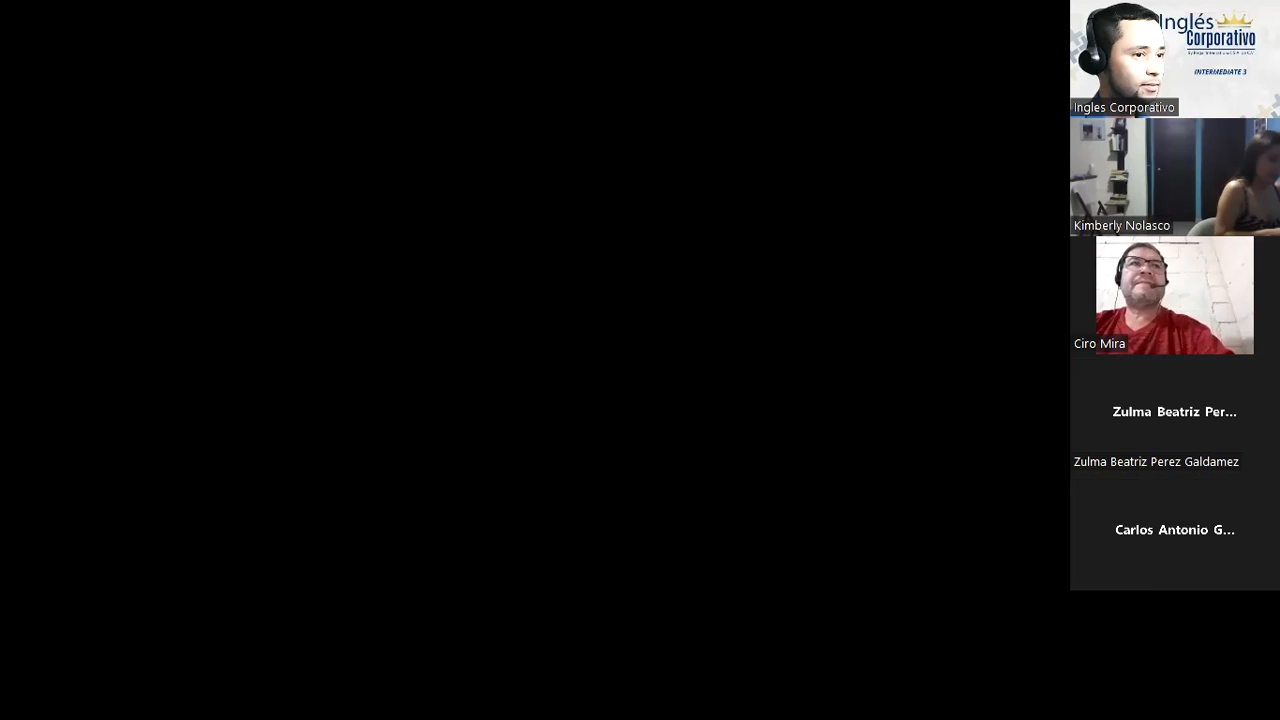 Inglés
Corporativo
INTERMEDIATE 3
Ingles Corporativo
Kimberly Nolasco
Ciro Mira
Zulma Beatriz Per...
Zulma Beatriz Perez Galdamez
Carlos Antonio G...